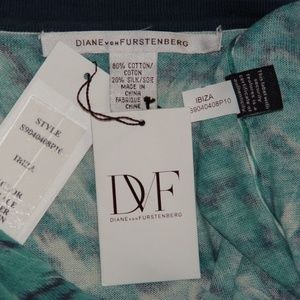 DIANE VON FURSTENBERG
80% COTTON/
COTON
20% SILK/SOIE
MADE IN
CHINA
FABRIQUE
CHINE
IBIZA
S9040408P10
STYLE
S9040408P10
IBIZA
DVF
DIANE VON FURSTENBERG